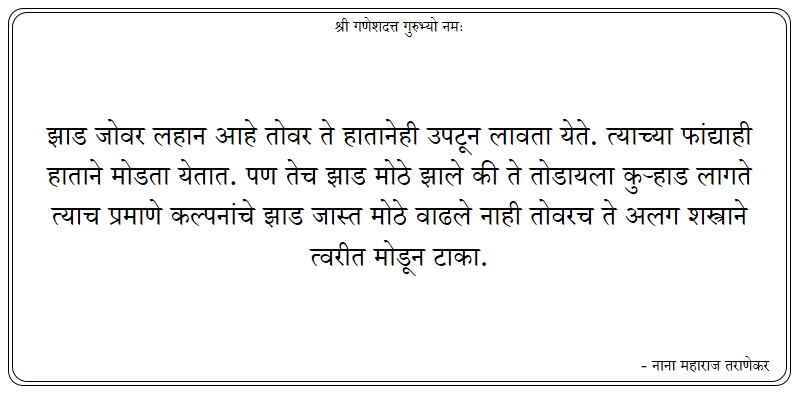 श्री गणेशदत्त गुरुभ्यो नमः
झाड जोवर लहान आहे तोवर ते हातानेही उपटून लावता येते. त्याच्या फांद्याही
हाताने मोडता येतात. पण तेच झाड मोठे झाले की ते तोडायला कुऱ्हाड लागते
त्याच प्रमाणे कल्पनांचे झाड जास्त मोठे वाढले नाही तोवरच ते अलग शस्त्राने
त्वरीत मोडून टाका.
- नाना महाराज तराणेकर